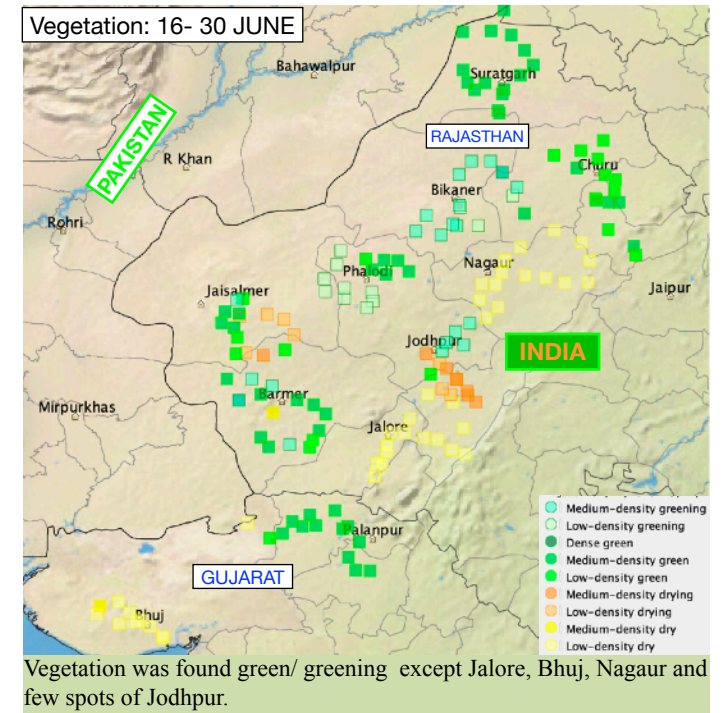 Vegetation: 16- 30 JUNE
Bahawalpur
Suratgarh
PAKISTAN
RAJASTHAN
R Khan
Churu
Bikaner
Rohri
Nagaur
Phalodi
Jaipur
Jaisalmer
Jodhpur
INDIA
Barmer
Mirpurkhas
Jalore
Palanpur
GUJARAT
Bhuj
Medium-density greening
Low-density greening
Dense green
Medium-density green
Low-density green
Medium-density drying
Low-density drying
Medium-density dry
Low-density dry
Vegetation was found green/ greening except Jalore, Bhuj, Nagaur and
few spots of Jodhpur.